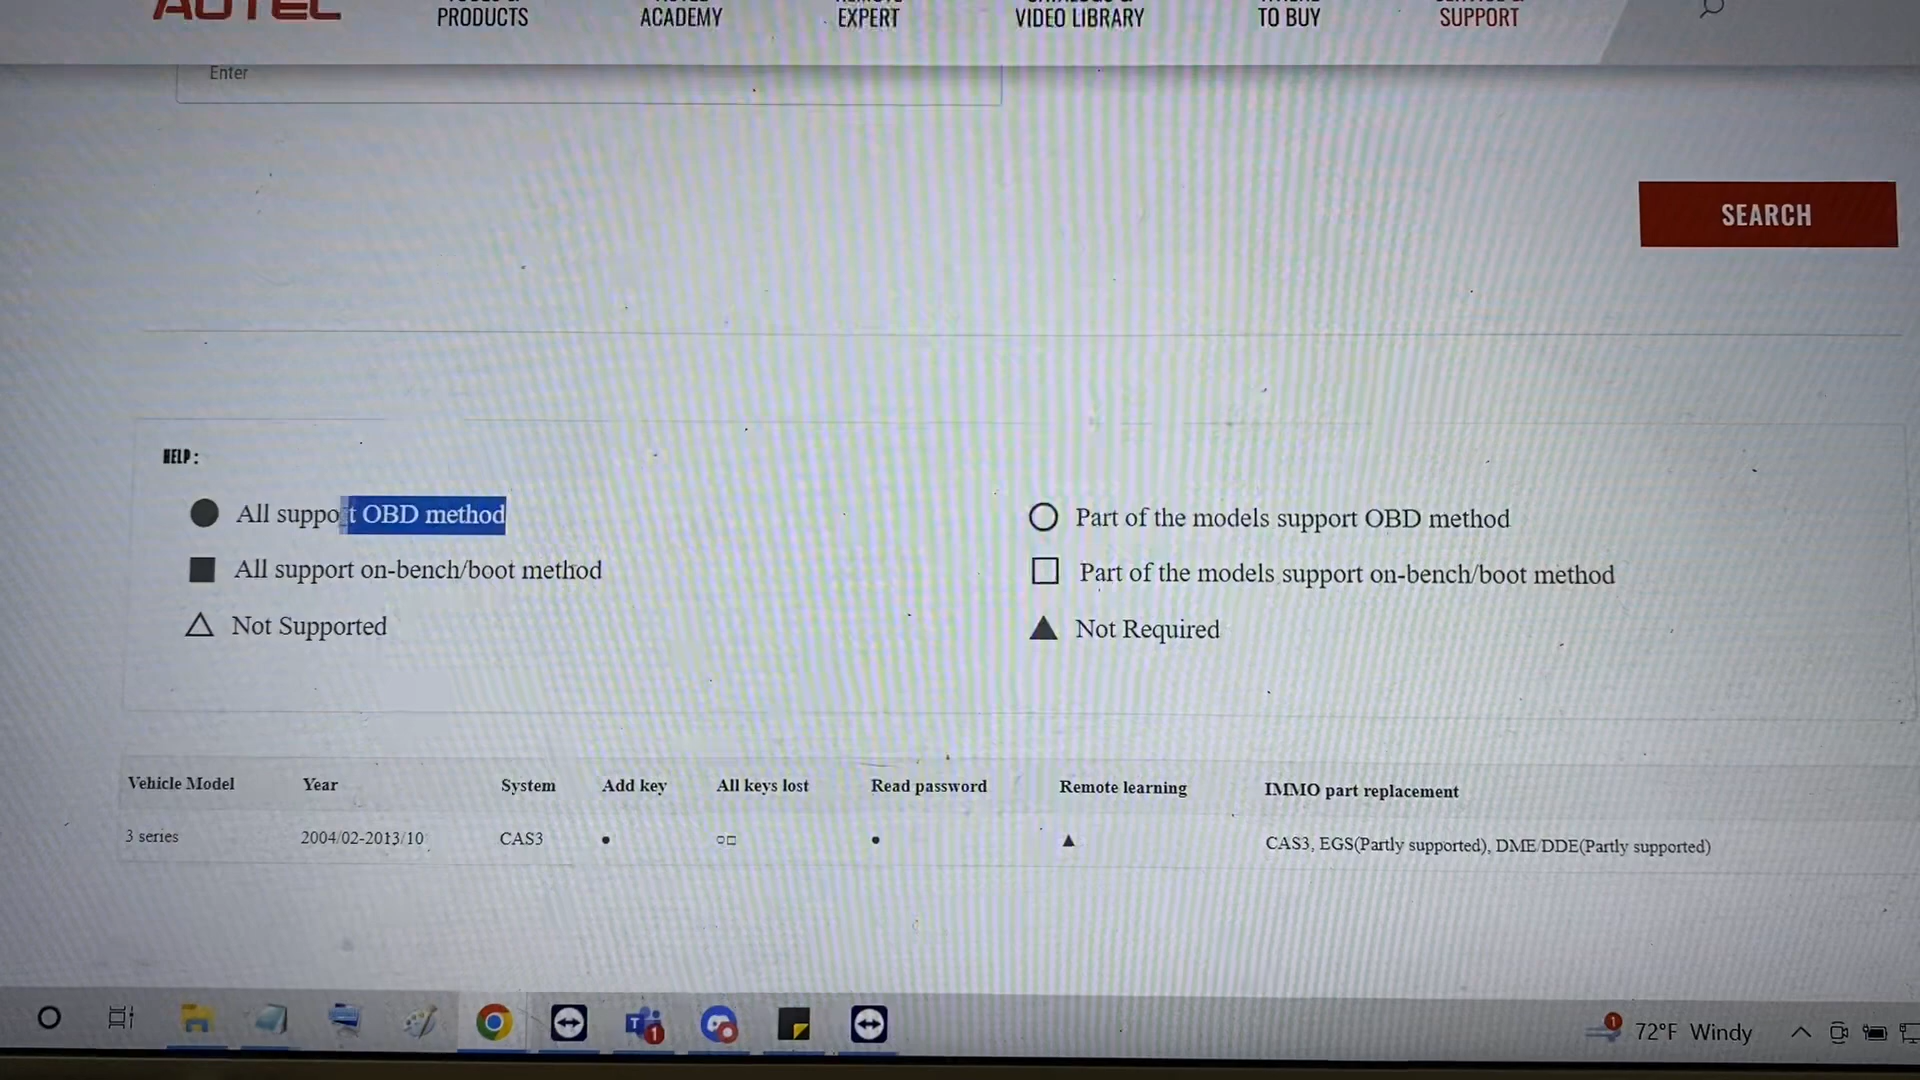 AUTEL
PRODUCTS
ACADEMY
EXPERT
VIDEO LIBRARY
TO BUY
SUPPORT
Enter
SEARCH
HELP:
● All support OBD method
○ Part of the models support OBD method
■ All support on-bench/boot method
□ Part of the models support on-bench/boot method
△ Not Supported
▲ Not Required
Vehicle Model Year System Add key All keys lost Read password Remote learning IMMO part replacement
3 series 2004/02-2013/10 CAS3 ● ○□ ● ▲ CAS3, EGS(Partly supported), DME/DDE(Partly supported)
T 1
1 72°F Windy